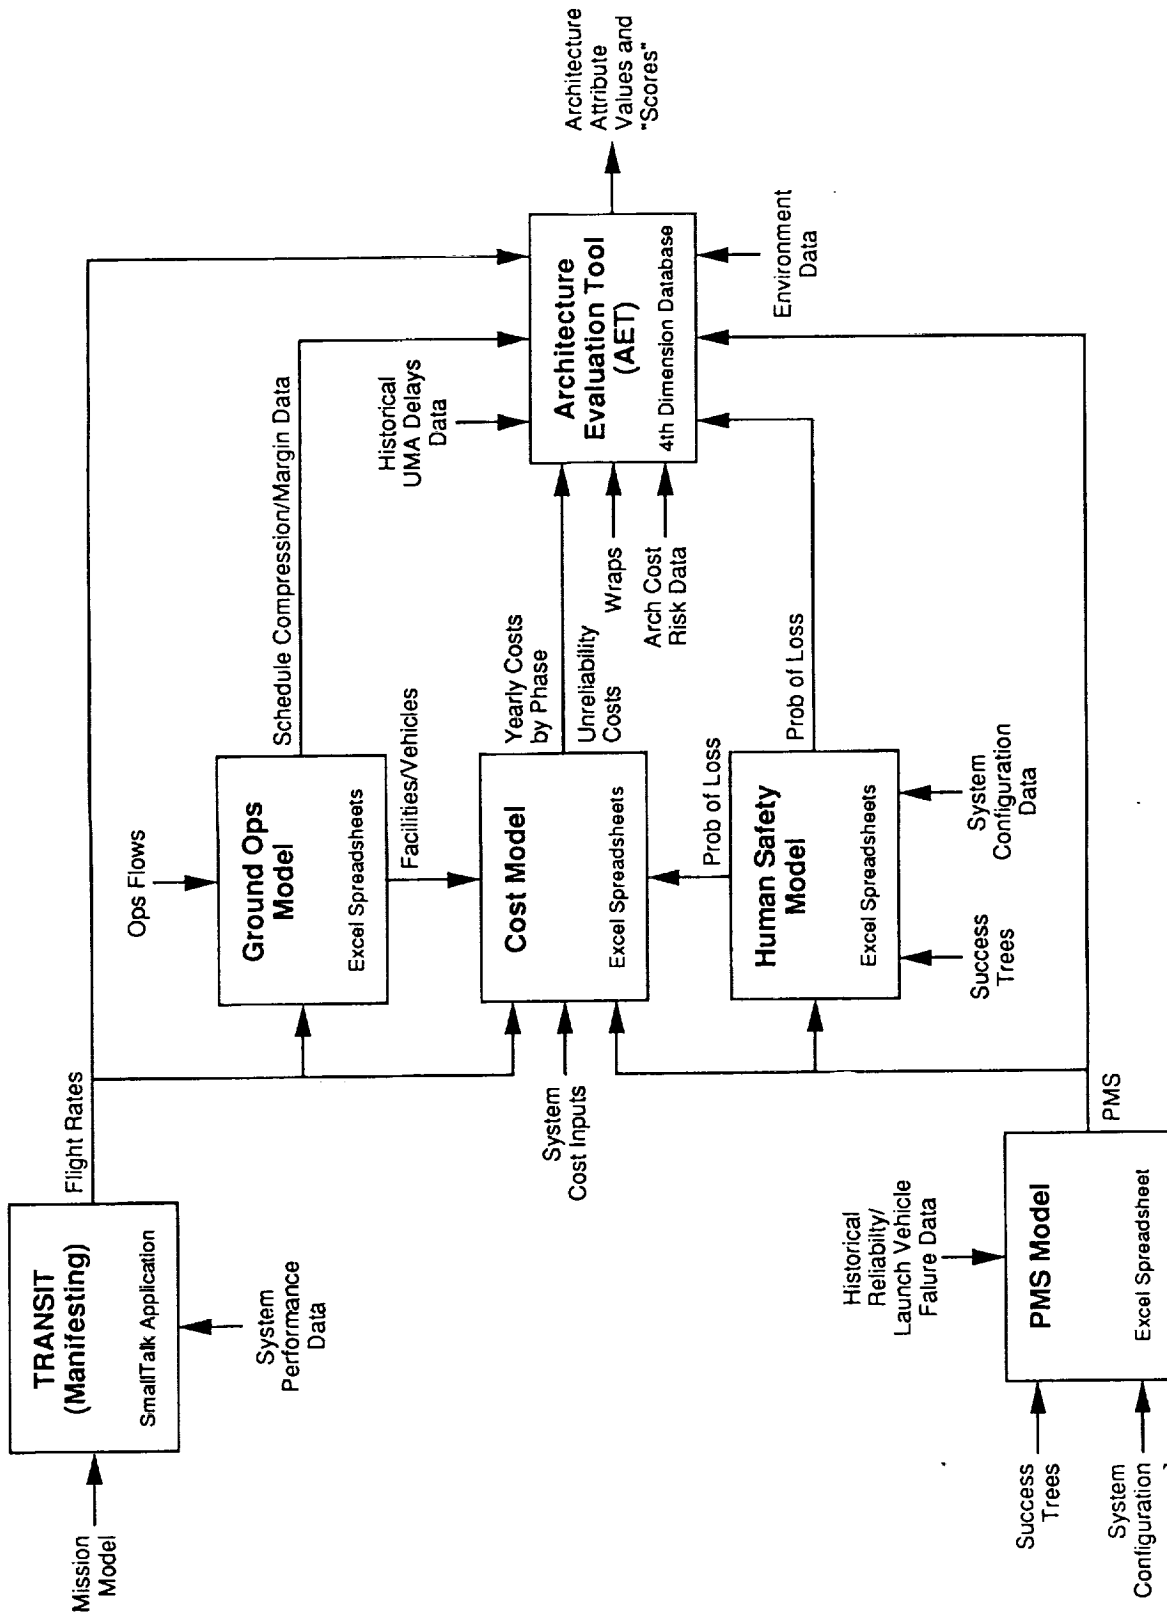 Mission
Model
TRANSIT
(Manifesting)
SmallTalk Application
System
Performance
Data
Flight Rates
Ops Flows
Ground Ops
Model
Excel Spreadsheets
Schedule Compression/Margin Data
Facilities/Vehicles
System
Cost Inputs
Cost Model
Excel Spreadsheets
Yearly Costs
by Phase
Unreliability
Costs
Historical
UMA Delays
Data
Wraps
Arch Cost
Risk Data
Architecture
Evaluation Tool
(AET)
4th Dimension Database
Architecture
Attribute
Values and
"Scores"
Environment
Data
Prob of Loss
Prob of Loss
Human Safety
Model
Excel Spreadsheets
Success
Trees
System
Configuration
Data
Historical
Reliabilty/
Launch Vehicle
Falure Data
Success
Trees
System
Configuration
PMS Model
Excel Spreadsheet
PMS